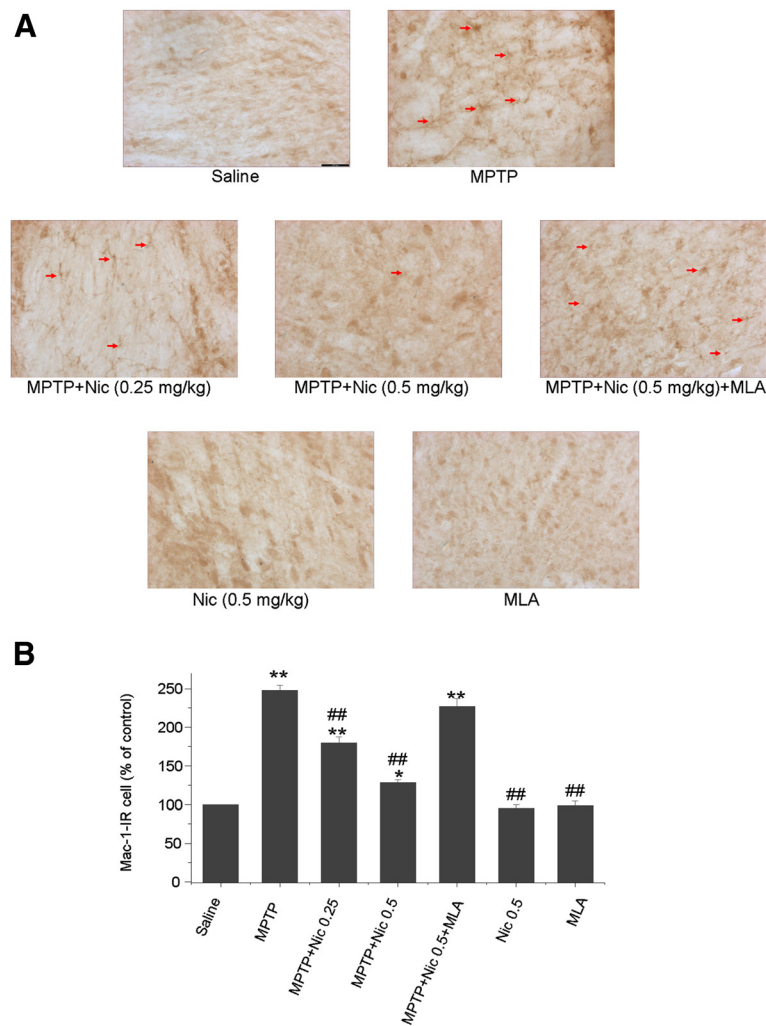 A
Saline
MPTP
MPTP+Nic (0.25 mg/kg)
MPTP+Nic (0.5 mg/kg)
MPTP+Nic (0.5 mg/kg)+MLA
Nic (0.5 mg/kg)
MLA
B
Mac-1-IR cell (% of control)
250
200
150
100
50
0
**
##
**
##
*
**
##
##
Saline
MPTP
MPTP+Nic 0.25
MPTP+Nic 0.5
MPTP+Nic 0.5+MLA
Nic 0.5
MLA